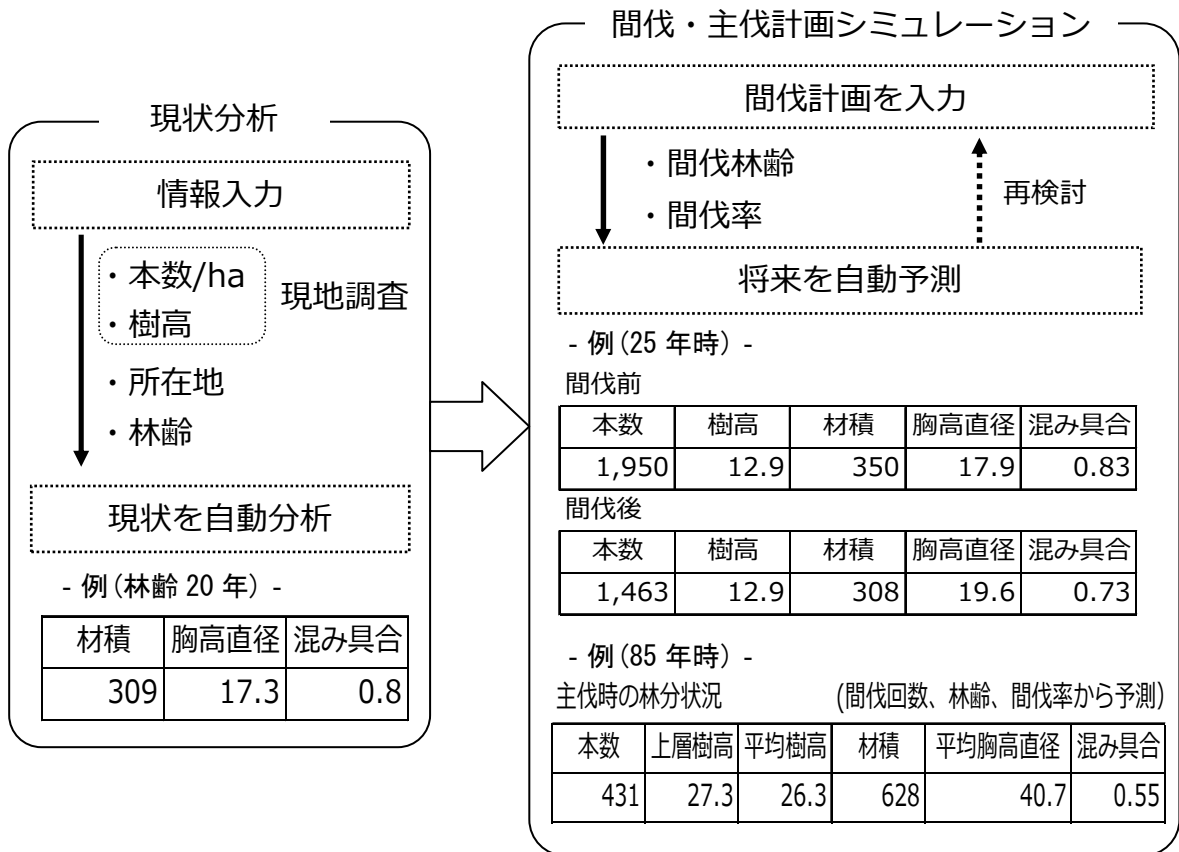 現状分析
情報入力
・本数/ha
・樹高
現地調査
・所在地
・林齢
現状を自動分析
- 例(林齢 20 年) -
材積 胸高直径 混み具合
309 17.3 0.8
間伐・主伐計画シミュレーション
間伐計画を入力
・間伐林齢
・間伐率
再検討
将来を自動予測
- 例(25 年時) -
間伐前
本数 樹高 材積 胸高直径 混み具合
1,950 12.9 350 17.9 0.83
間伐後
本数 樹高 材積 胸高直径 混み具合
1,463 12.9 308 19.6 0.73
- 例(85 年時) -
主伐時の林分状況 (間伐回数、林齢、間伐率から予測)
本数 上層樹高 平均樹高 材積 平均胸高直径 混み具合
431 27.3 26.3 628 40.7 0.55